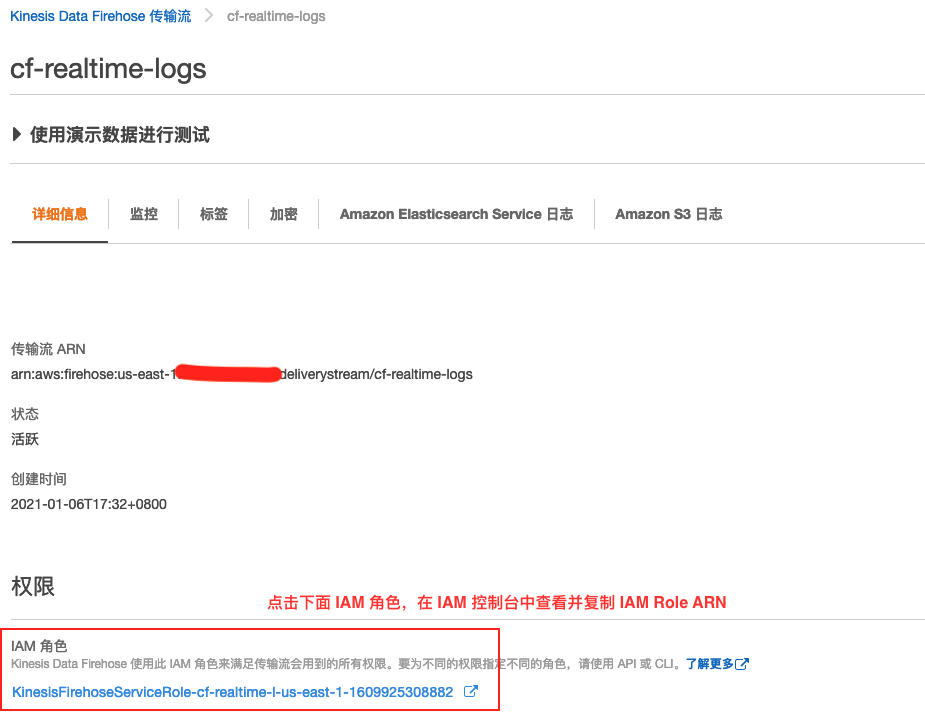 Kinesis Data Firehose 传输流 cf-realtime-logs
cf-realtime-logs
使用演示数据进行测试
详细信息 监控 标签 加密 Amazon Elasticsearch Service 日志 Amazon S3 日志
传输流 ARN
arn:aws:firehose:us-east-1 deliverystream/cf-realtime-logs
状态
活跃
创建时间
2021-01-06T17:32+0800
权限
点击下面 IAM 角色，在 IAM 控制台中查看并复制 IAM Role ARN
IAM 角色
Kinesis Data Firehose 使用此 IAM 角色来满足传输流会用到的所有权限。要为不同的权限指定不同的角色，请使用 API 或 CLI。了解更多
KinesisFirehoseServiceRole-cf-realtime-l-us-east-1-1609925308882